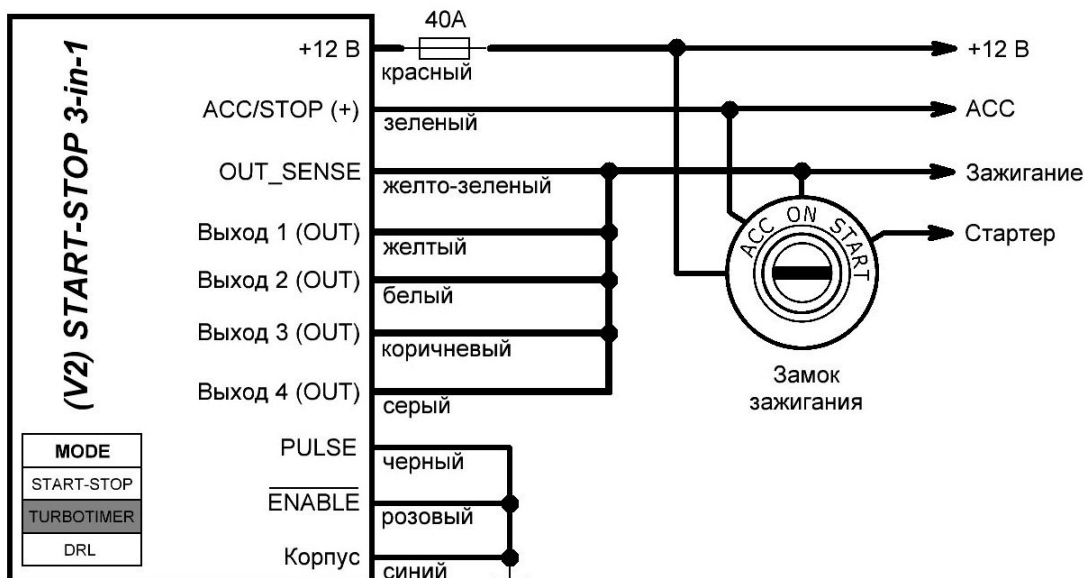 (V2) START-STOP 3-in-1
40A
+12 В
красный
+12 В
ACC/STOP (+)
зеленый
ACC
OUT_SENSE
желто-зеленый
Зажигание
Выход 1 (OUT)
желтый
Стартер
ACC ON START
Выход 2 (OUT)
белый
Выход 3 (OUT)
коричневый
Замок
зажигания
Выход 4 (OUT)
серый
MODE
START-STOP
TURBOTIMER
DRL
PULSE
черный
ENABLE
розовый
Корпус
синий